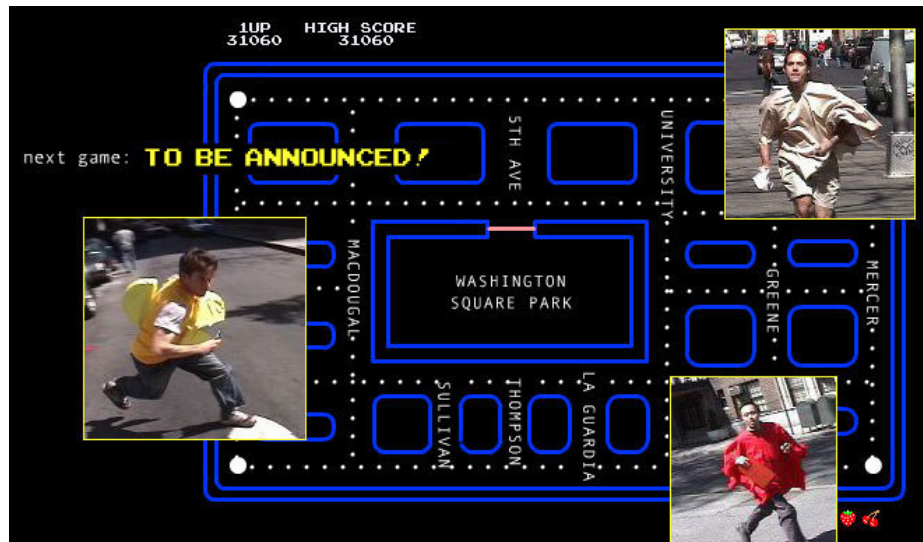 1UP HIGH SCORE
31060 31060
next game: TO BE ANNOUNCED!
5TH AVE
UNIVERSITY
MACDOUGAL
WASHINGTON
SQUARE PARK
GREENE
MERCER
SULLIVAN
THOMPSON
LA GUARDIA